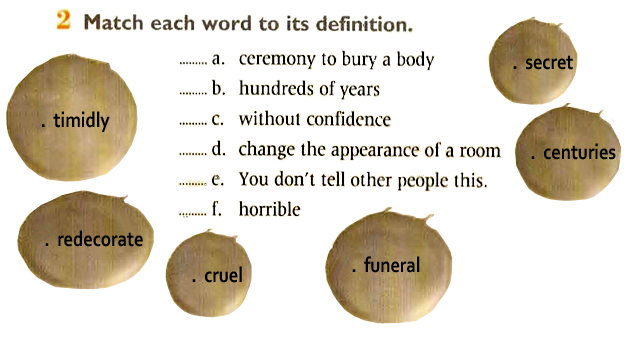 2 Match each word to its definition.
......... a. ceremony to bury a body
......... b. hundreds of years
......... c. without confidence
......... d. change the appearance of a room
......... e. You don't tell other people this.
......... f. horrible
. secret
. timidly
. centuries
. redecorate
. cruel
. funeral